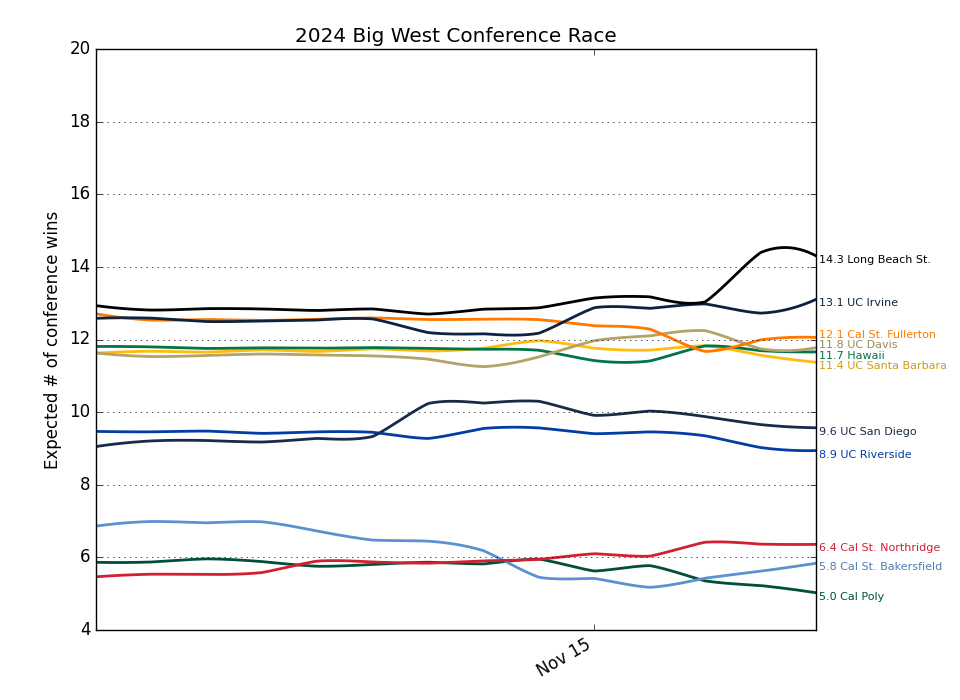 2024 Big West Conference Race
Expected # of conference wins
20
18
16
14
12
10
8
6
4
Nov 15
14.3 Long Beach St.
13.1 UC Irvine
12.1 Cal St. Fullerton
11.8 UC Davis
11.7 Hawaii
11.4 UC Santa Barbara
9.6 UC San Diego
8.9 UC Riverside
6.4 Cal St. Northridge
5.8 Cal St. Bakersfield
5.0 Cal Poly